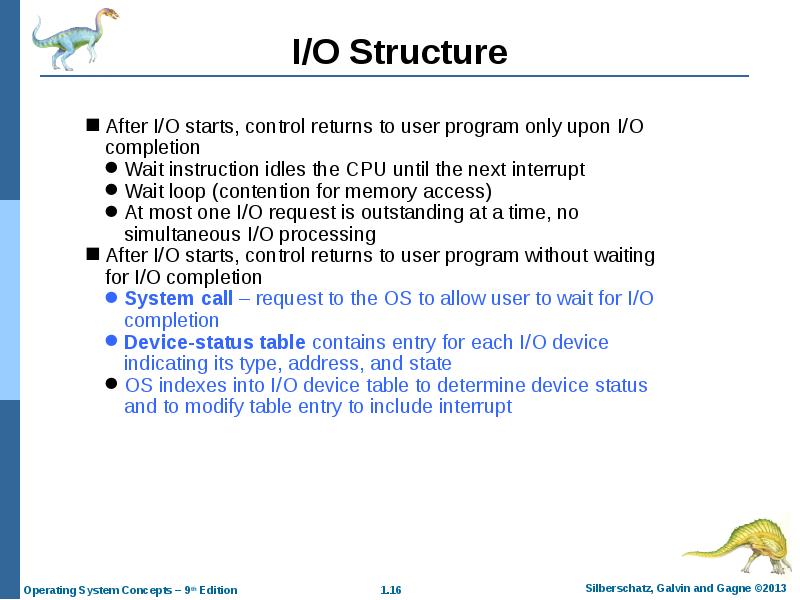 I/O Structure
■ After I/O starts, control returns to user program only upon I/O
completion
● Wait instruction idles the CPU until the next interrupt
● Wait loop (contention for memory access)
● At most one I/O request is outstanding at a time, no
simultaneous I/O processing
■ After I/O starts, control returns to user program without waiting
for I/O completion
● System call – request to the OS to allow user to wait for I/O
completion
● Device-status table contains entry for each I/O device
indicating its type, address, and state
● OS indexes into I/O device table to determine device status
and to modify table entry to include interrupt
Operating System Concepts – 9th Edition
1.16
Silberschatz, Galvin and Gagne ©2013